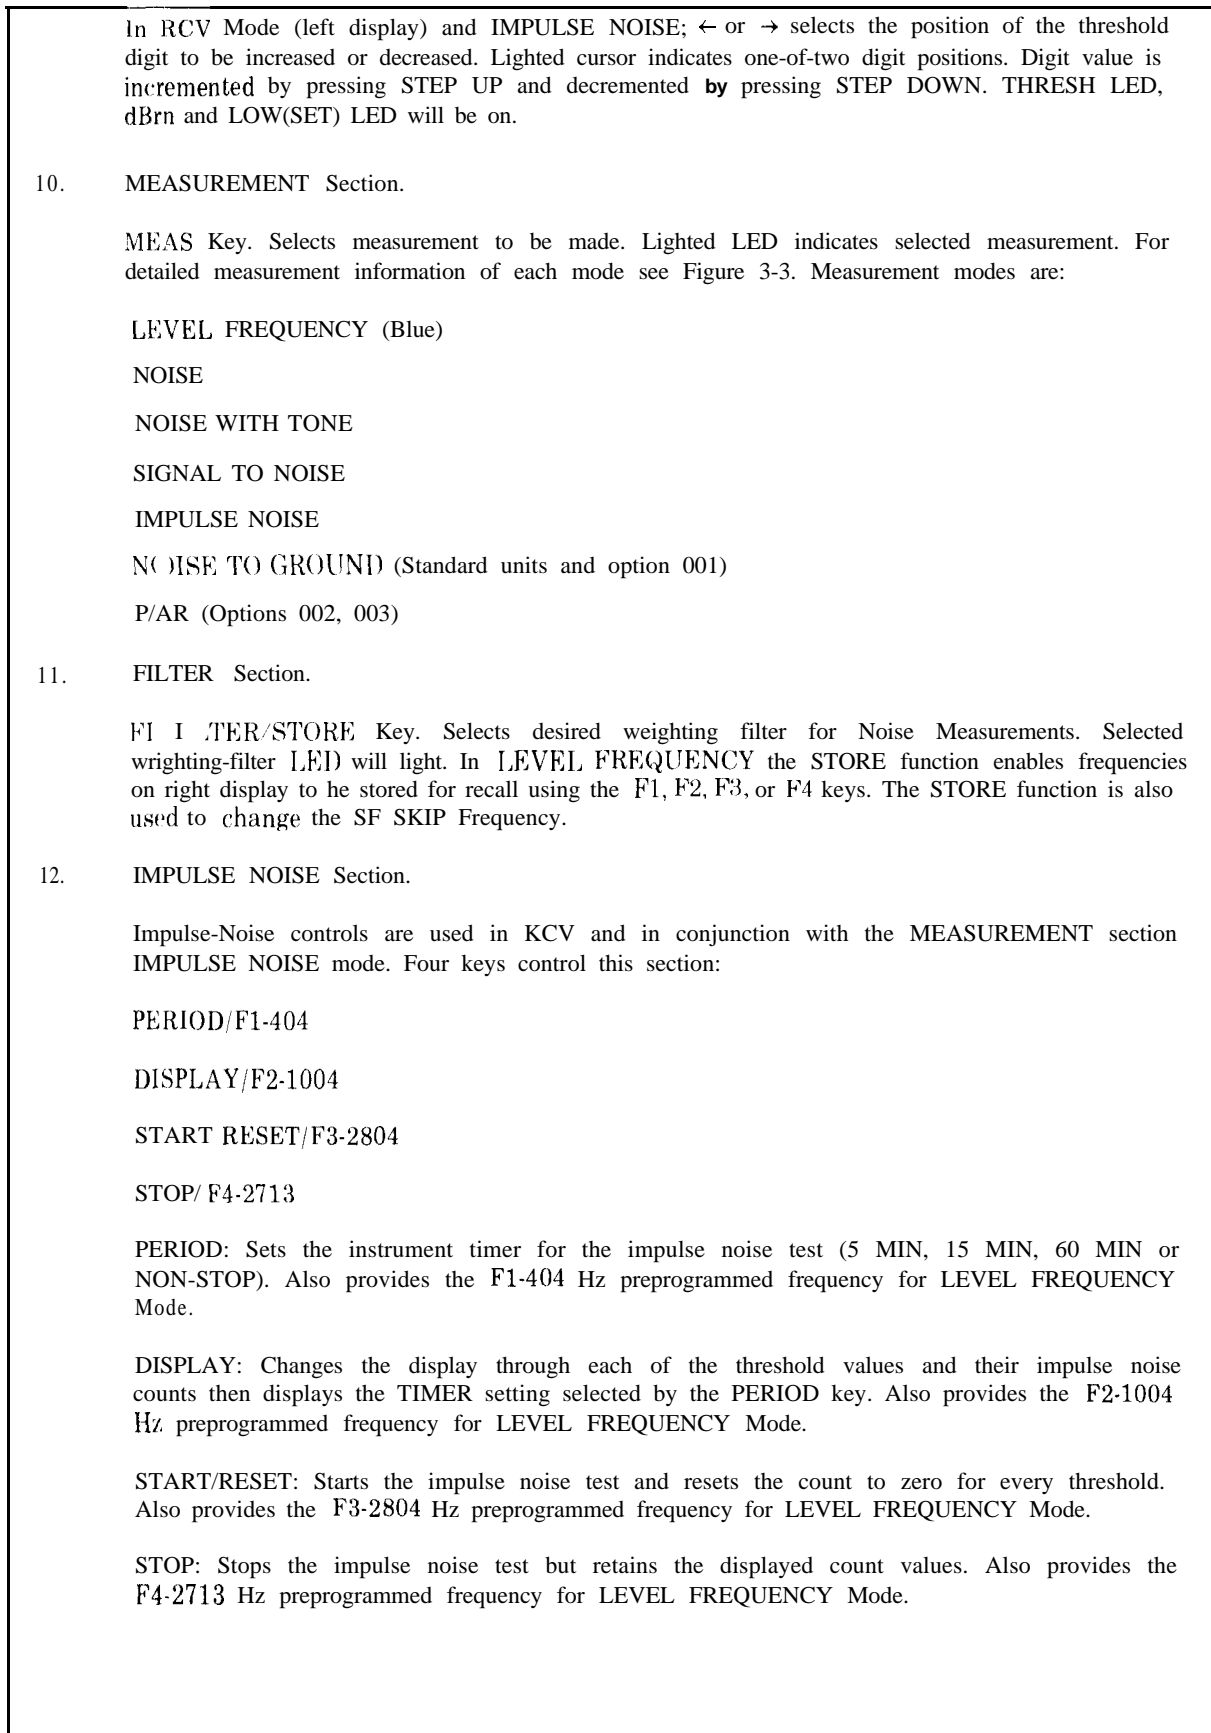 In RCV Mode (left display) and IMPULSE NOISE; ← or → selects the position of the threshold
digit to be increased or decreased. Lighted cursor indicates one-of-two digit positions. Digit value is
incremented by pressing STEP UP and decremented by pressing STEP DOWN. THRESH LED,
dBrn and LOW(SET) LED will be on.
10. MEASUREMENT Section.
MEAS Key. Selects measurement to be made. Lighted LED indicates selected measurement. For
detailed measurement information of each mode see Figure 3-3. Measurement modes are:
LEVEL FREQUENCY (Blue)
NOISE
NOISE WITH TONE
SIGNAL TO NOISE
IMPULSE NOISE
NOISE TO GROUND (Standard units and option 001)
P/AR (Options 002, 003)
11. FILTER Section.
FILTER/STORE Key. Selects desired weighting filter for Noise Measurements. Selected
wrighting-filter LED will light. In LEVEL FREQUENCY the STORE function enables frequencies
on right display to he stored for recall using the F1, F2, F3, or F4 keys. The STORE function is also
used to change the SF SKIP Frequency.
12. IMPULSE NOISE Section.
Impulse-Noise controls are used in KCV and in conjunction with the MEASUREMENT section
IMPULSE NOISE mode. Four keys control this section:
PERIOD/F1-404
DISPLAY/F2-1004
START RESET/F3-2804
STOP/ F4-2713
PERIOD: Sets the instrument timer for the impulse noise test (5 MIN, 15 MIN, 60 MIN or
NON-STOP). Also provides the F1-404 Hz preprogrammed frequency for LEVEL FREQUENCY
Mode.
DISPLAY: Changes the display through each of the threshold values and their impulse noise
counts then displays the TIMER setting selected by the PERIOD key. Also provides the F2-1004
Hz preprogrammed frequency for LEVEL FREQUENCY Mode.
START/RESET: Starts the impulse noise test and resets the count to zero for every threshold.
Also provides the F3-2804 Hz preprogrammed frequency for LEVEL FREQUENCY Mode.
STOP: Stops the impulse noise test but retains the displayed count values. Also provides the
F4-2713 Hz preprogrammed frequency for LEVEL FREQUENCY Mode.